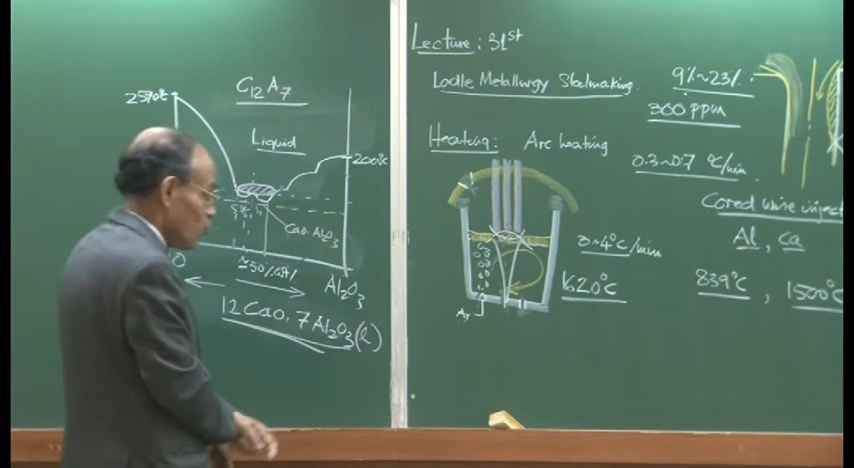 C12A7
2570°C
Liquid
2000°C
CaO.Al2O3
≈50%
Al2O3
12CaO.7Al2O3(l)
Lecture: 31st
Ladle Metallurgy Steelmaking.
9%~23%.
360 ppm
Heating: Arc heating
0.3~0.7 °C/min.
3~4°C/min
1620°C
Ar
Cored wire inject
Al, Ca
839°C, 1500°C